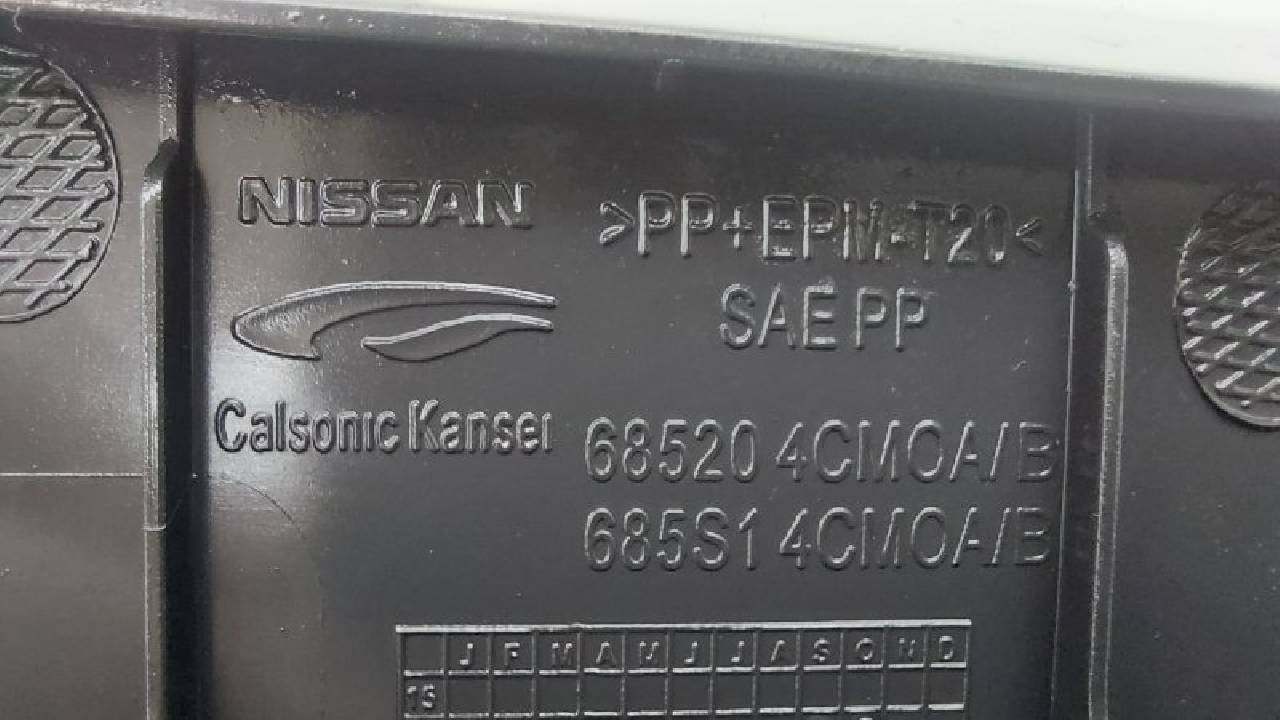 NISSAN
>PP+EPM-T20<
SAE PP
Calsonic Kansei
68520 4CM0A/B
685S1 4CM0A/B
J F M A M J J A S O N D